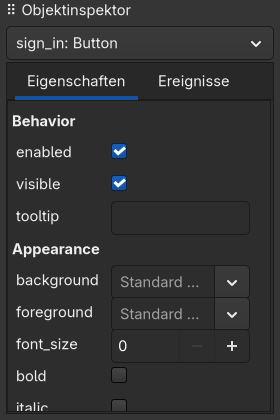 Objektinspektor
sign_in: Button
Eigenschaften Ereignisse
Behavior
enabled
visible
tooltip
Appearance
background Standard ...
foreground Standard ...
font_size 0 − +
bold
italic